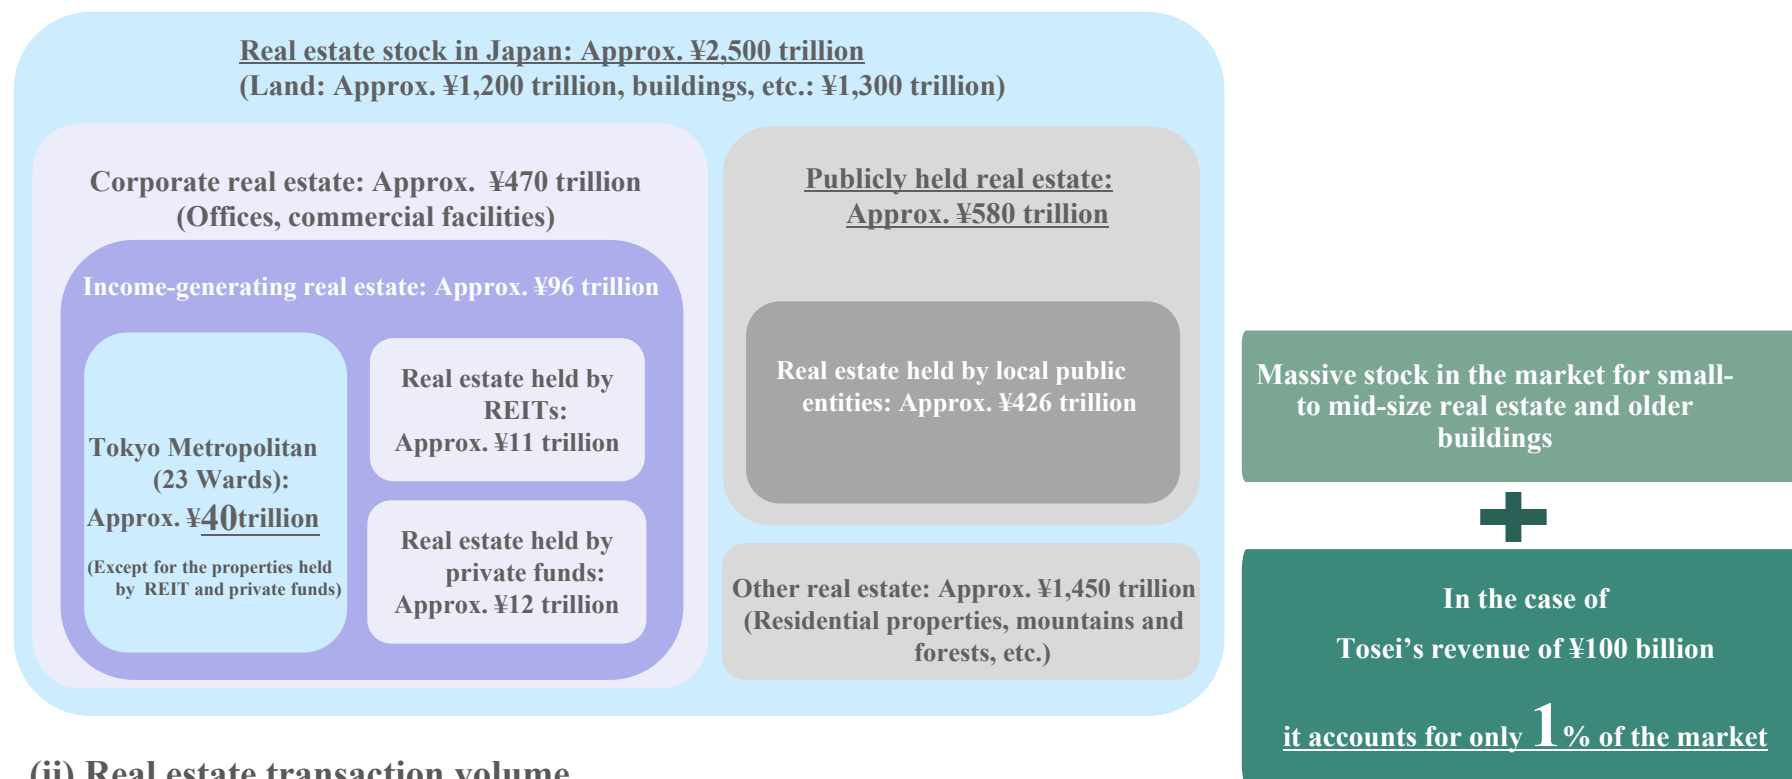 Real estate stock in Japan: Approx. ¥2,500 trillion
(Land: Approx. ¥1,200 trillion, buildings, etc.: ¥1,300 trillion)
Corporate real estate: Approx. ¥470 trillion
(Offices, commercial facilities)
Income-generating real estate: Approx. ¥96 trillion
Tokyo Metropolitan
(23 Wards):
Approx. ¥40trillion
(Except for the properties held
by REIT and private funds)
Real estate held by
REITs:
Approx. ¥11 trillion
Real estate held by
private funds:
Approx. ¥12 trillion
Publicly held real estate:
Approx. ¥580 trillion
Real estate held by local public
entities: Approx. ¥426 trillion
Other real estate: Approx. ¥1,450 trillion
(Residential properties, mountains and
forests, etc.)
Massive stock in the market for small-
to mid-size real estate and older
buildings
In the case of
Tosei’s revenue of ¥100 billion
it accounts for only 1% of the market
(ii) Real estate transaction volume